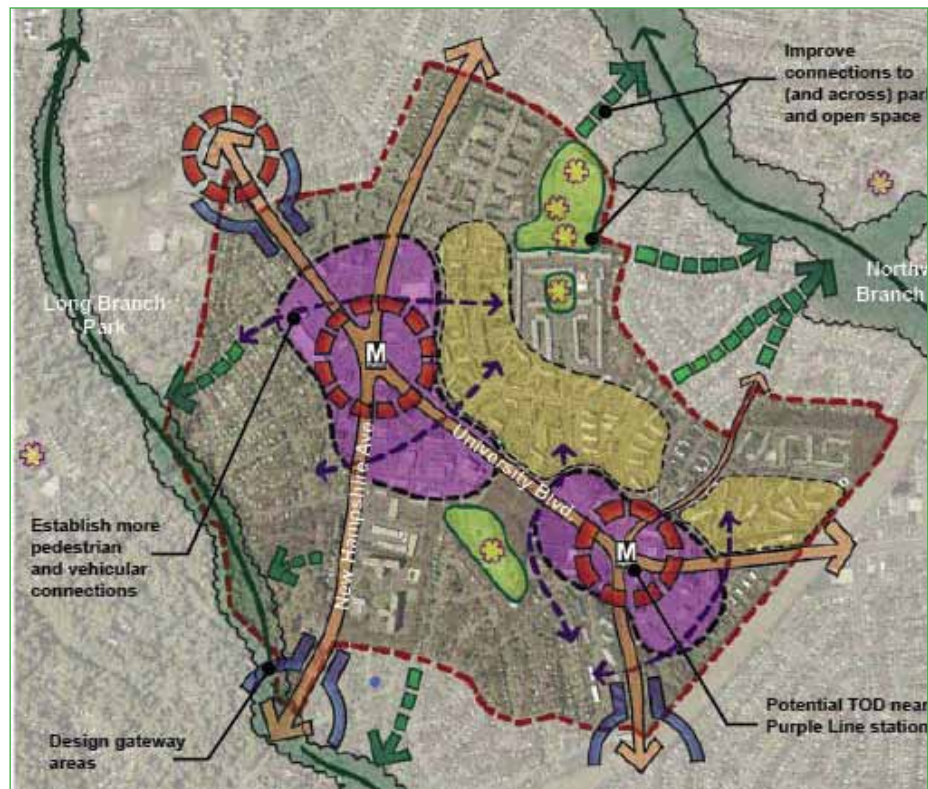 Improve
connections to
(and across) park
and open space
Northw
Branch
Long Branch
Park
M
New Hampshire Ave.
University Blvd.
M
Establish more
pedestrian
and vehicular
connections
Design gateway
areas
Potential TOD near
Purple Line station